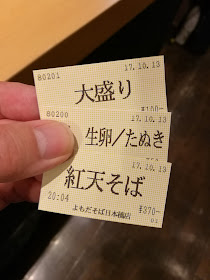 80201 17.10.13
大盛り
¥100-
80200 17.10.13
生卵/たぬき
紅天そば
20:04 よもだそば日本橋店 ¥370-